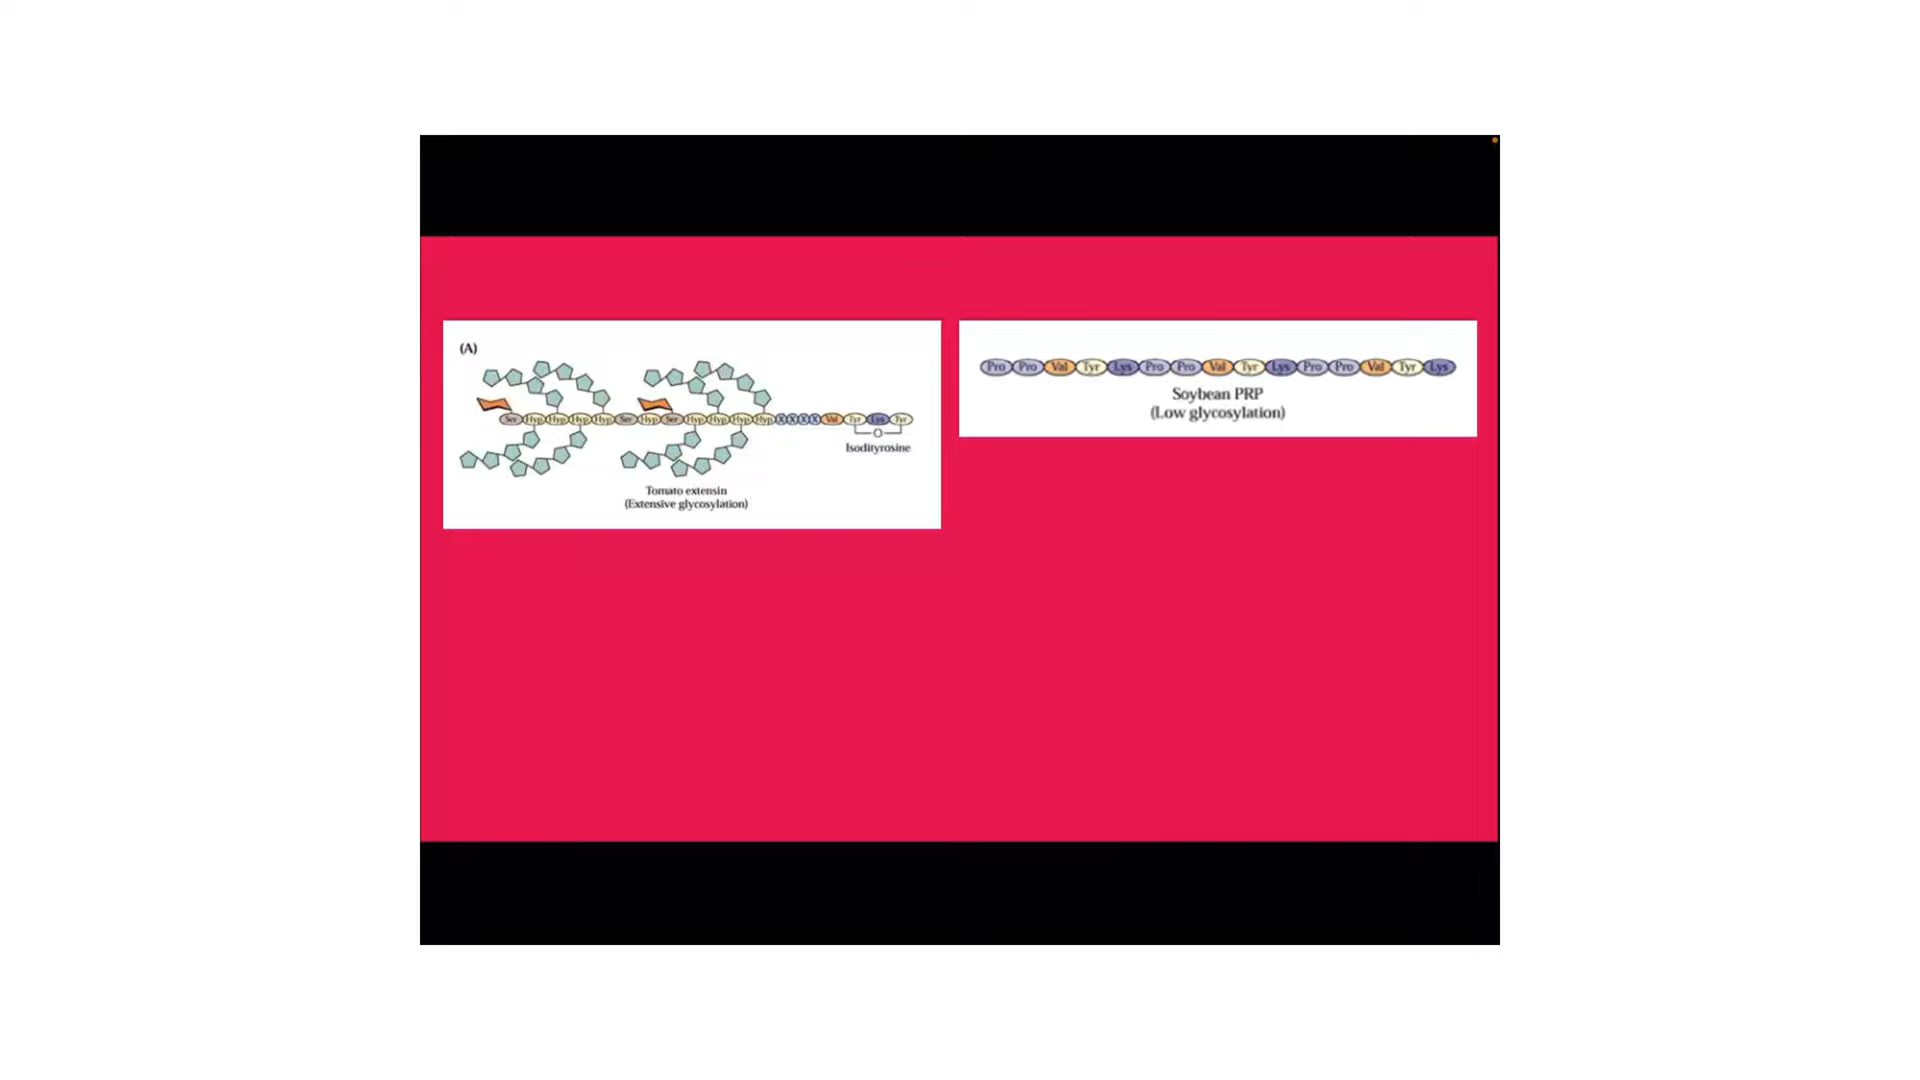 (A)
Ser Hyp Hyp Hyp Hyp Ser Hyp Ser Hyp Hyp Hyp Hyp X X X X Val Tyr Lys Tyr
O
Isodityrosine
Tomato extensin
(Extensive glycosylation)
Pro Pro Val Tyr Lys Pro Pro Val Tyr Lys Pro Pro Val Tyr Lys
Soybean PRP
(Low glycosylation)